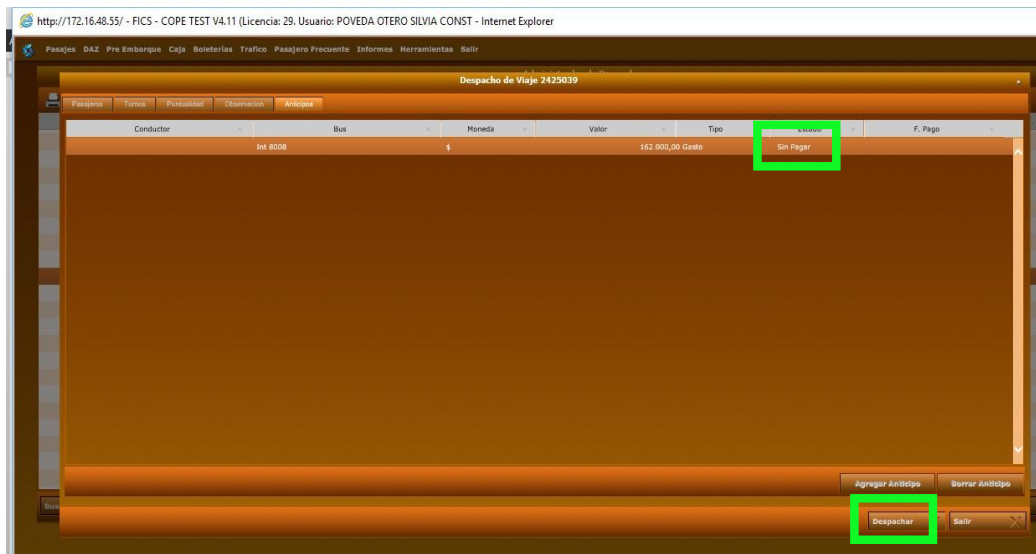 http://172.16.48.55/ - FICS - COPE TEST V4.11 (Licencia: 29. Usuario: POVEDA OTERO SILVIA CONST - Internet Explorer
Pasajes DAZ Pre Embarque Caja Boleterias Trafico Pasajero Frecuente Informes Herramientas Salir
Despacho de Viaje 2425039
Pasajeros Turnos Puntualidad Observacion Anticipos
Conductor Bus Moneda Valor Tipo Estado F. Pago
Int 8008 $ 162.000,00 Gasto Sin Pagar
Agregar Anticipo Borrar Anticipo
Despachar Salir